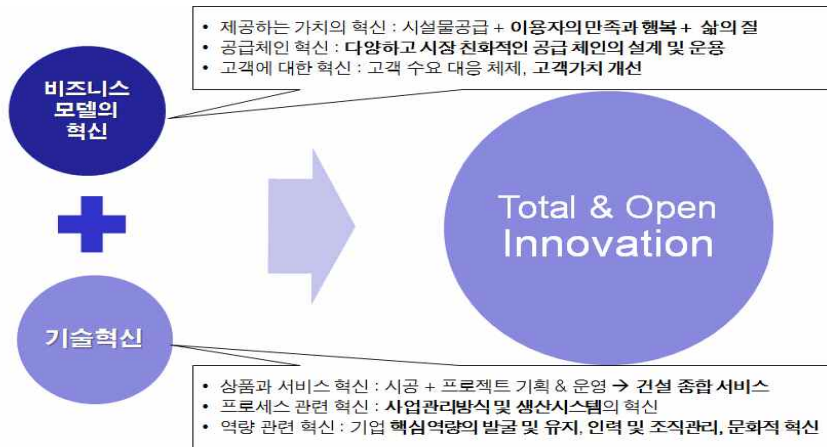 • 제공하는 가치의 혁신 : 시설물공급 + 이용자의 만족과 행복 + 삶의 질
• 공급체인 혁신 : 다양하고 시장 친화적인 공급 체인의 설계 및 운용
• 고객에 대한 혁신 : 고객 수요 대응 체제, 고객가치 개선
비즈니스
모델의
혁신
Total & Open
Innovation
기술혁신
• 상품과 서비스 혁신 : 시공 + 프로젝트 기획 & 운영 → 건설 종합 서비스
• 프로세스 관련 혁신 : 사업관리방식 및 생산시스템의 혁신
• 역량 관련 혁신 : 기업 핵심역량의 발굴 및 유지, 인력 및 조직관리, 문화적 혁신